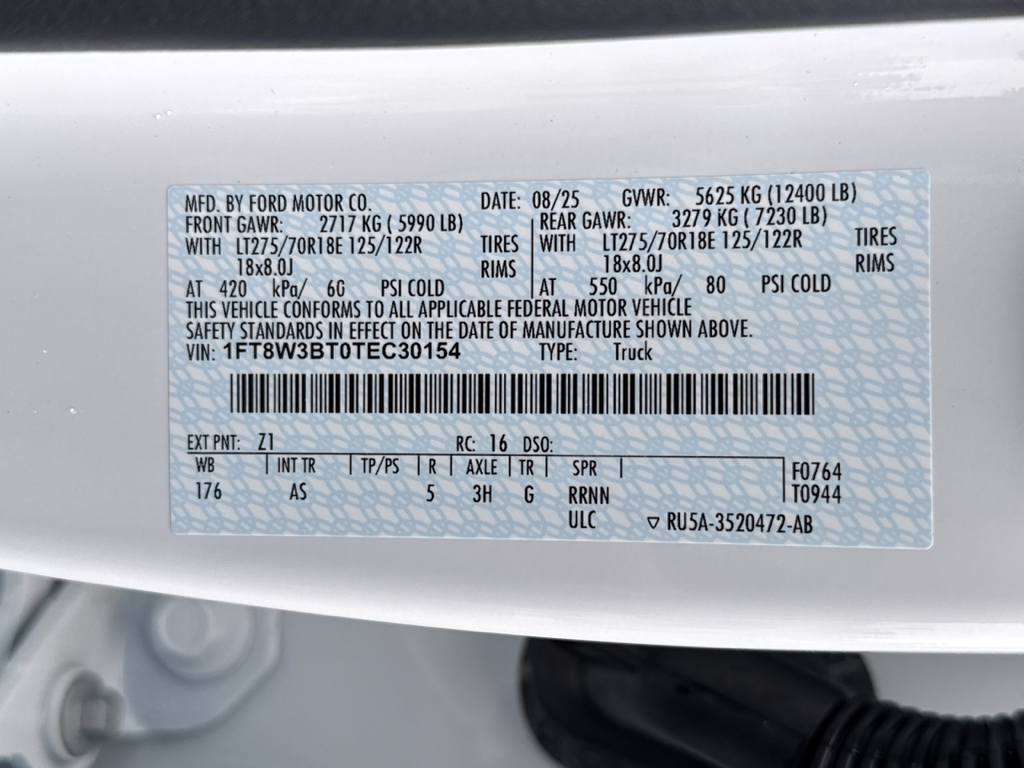 MFD. BY FORD MOTOR CO. DATE: 08/25 GVWR: 5625 KG (12400 LB)
FRONT GAWR: 2717 KG ( 5990 LB) REAR GAWR: 3279 KG ( 7230 LB)
WITH LT275/70R18E 125/122R TIRES WITH LT275/70R18E 125/122R TIRES
18x8.0J RIMS 18x8.0J RIMS
AT 420 kPa/ 60 PSI COLD AT 550 kPa/ 80 PSI COLD
THIS VEHICLE CONFORMS TO ALL APPLICABLE FEDERAL MOTOR VEHICLE
SAFETY STANDARDS IN EFFECT ON THE DATE OF MANUFACTURE SHOWN ABOVE.
VIN: 1FT8W3BT0TEC30154 TYPE: Truck
EXT PNT: Z1 RC: 16 DSO:
WB INT TR TP/PS R AXLE TR SPR F0764
176 AS 5 3H G RRNN T0944
ULC ▽ RU5A-3520472-AB